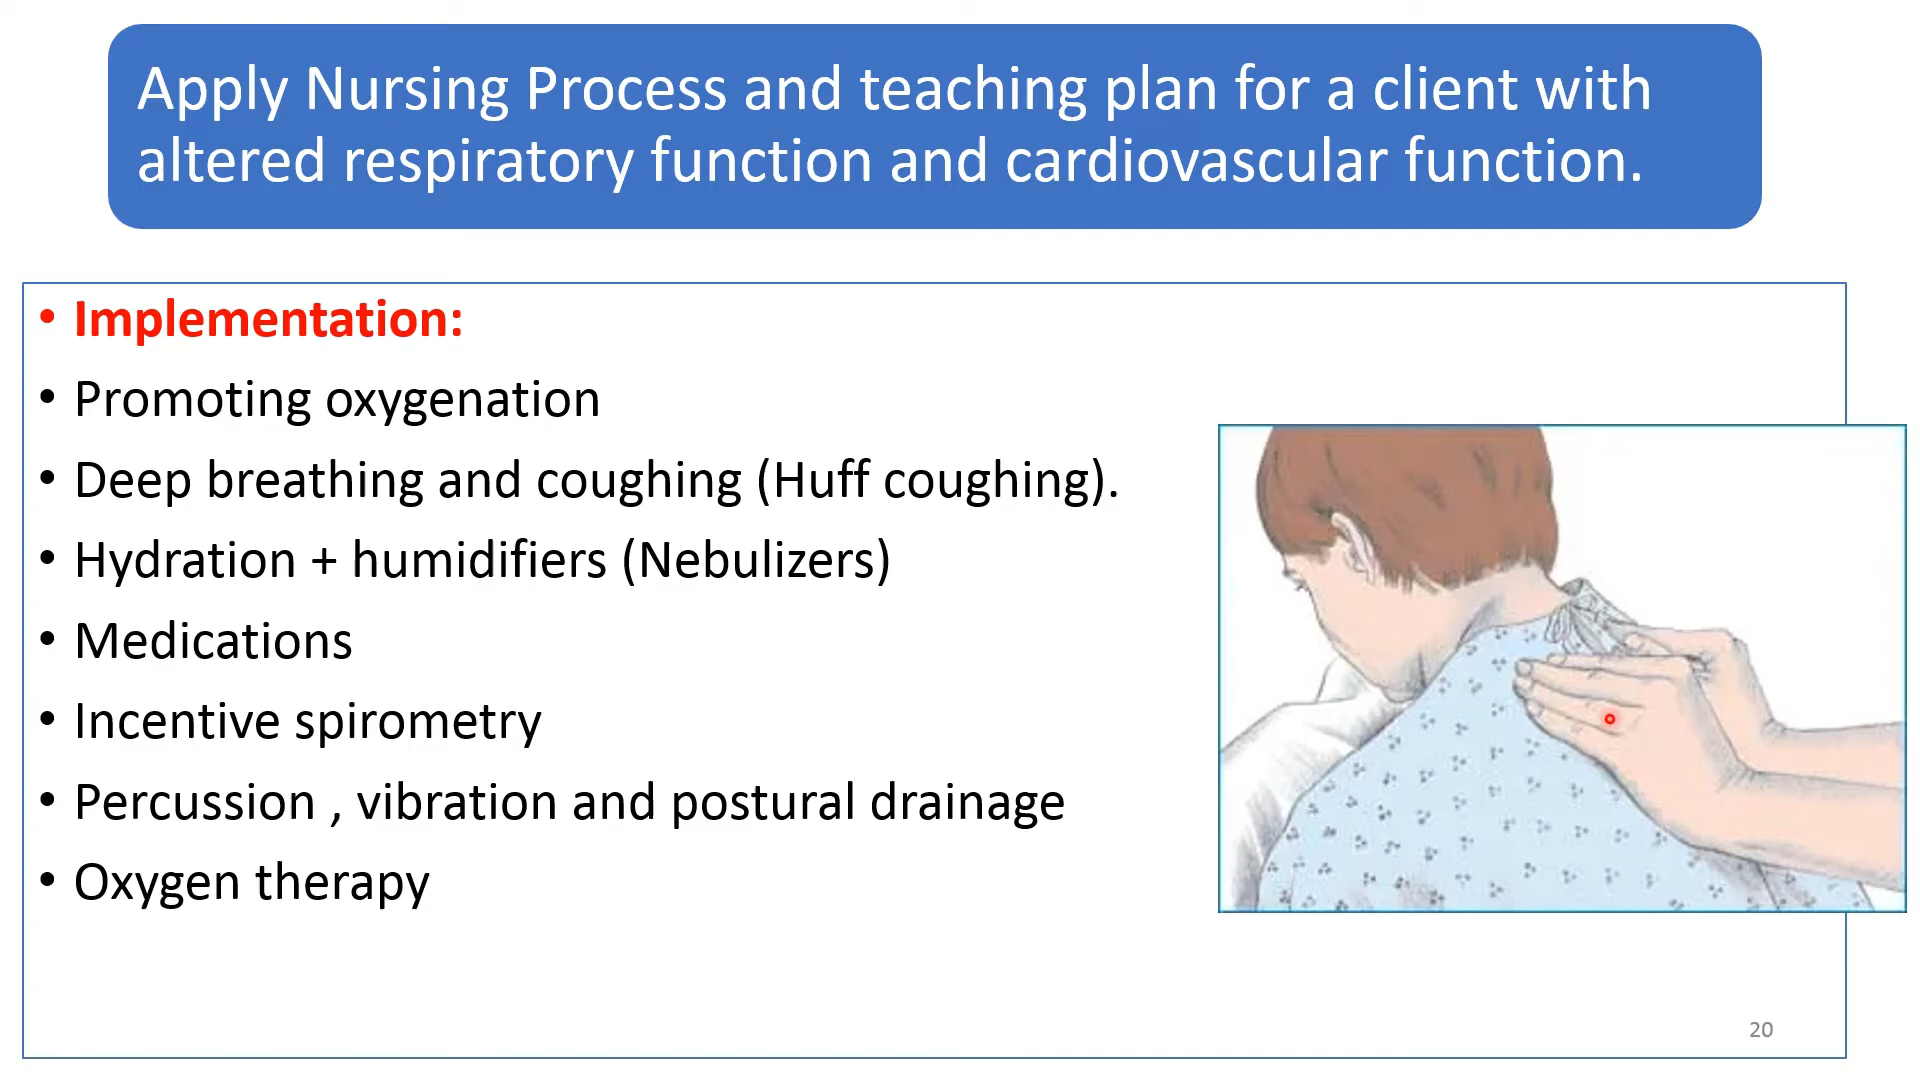 Apply Nursing Process and teaching plan for a client with
altered respiratory function and cardiovascular function.
• Implementation:
• Promoting oxygenation
• Deep breathing and coughing (Huff coughing).
• Hydration + humidifiers (Nebulizers)
• Medications
• Incentive spirometry
• Percussion , vibration and postural drainage
• Oxygen therapy
20